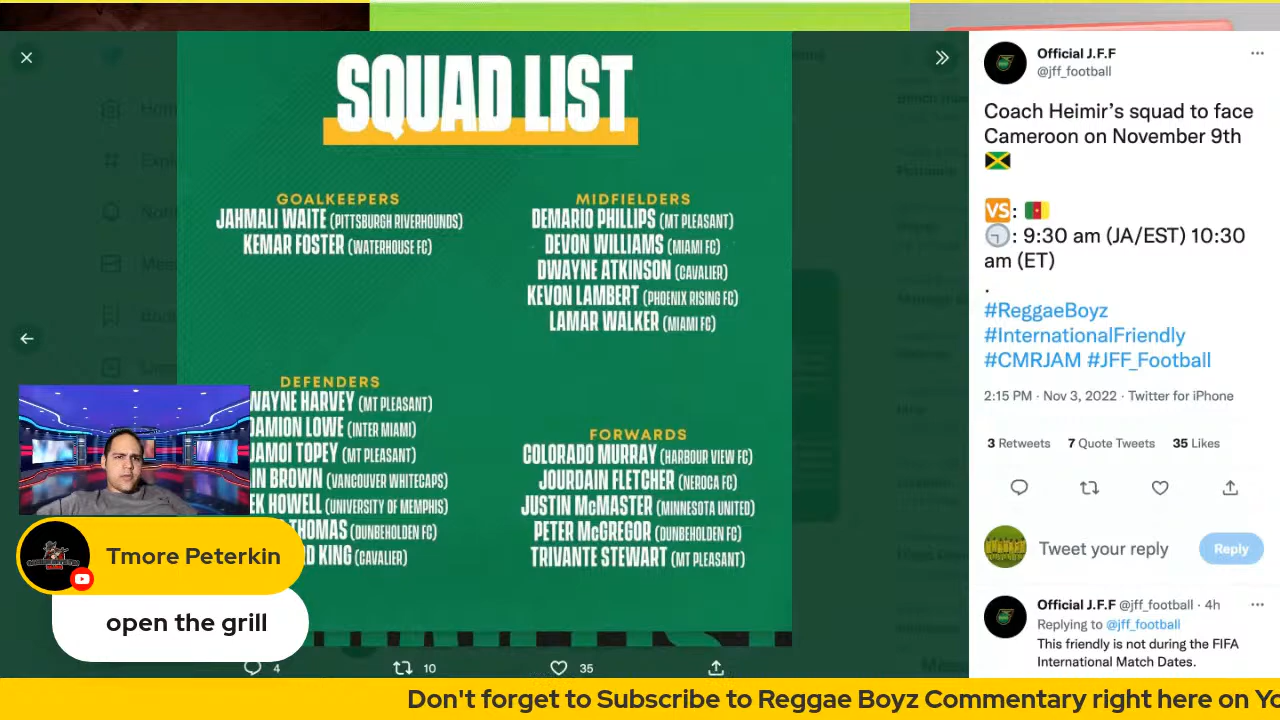 SQUAD LIST
GOALKEEPERS
JAHMALI WAITE (PITTSBURGH RIVERHOUNDS)
KEMAR FOSTER (WATERHOUSE FC)
MIDFIELDERS
DEMARIO PHILLIPS (MT PLEASANT)
DEVON WILLIAMS (MIAMI FC)
DWAYNE ATKINSON (CAVALIER)
KEVON LAMBERT (PHOENIX RISING FC)
LAMAR WALKER (MIAMI FC)
DEFENDERS
WAYNE HARVEY (MT PLEASANT)
DAMION LOWE (INTER MIAMI)
JAMOI TOPEY (MT PLEASANT)
BROWN (VANCOUVER WHITECAPS)
HOWELL (UNIVERSITY OF MEMPHIS)
THOMAS (DUNBEHOLDEN FC)
KING (CAVALIER)
FORWARDS
COLORADO MURRAY (HARBOUR VIEW FC)
JOURDAIN FLETCHER (NEROCA FC)
JUSTIN McMASTER (MINNESOTA UNITED)
PETER McGREGOR (DUNBEHOLDEN FC)
TRIVANTE STEWART (MT PLEASANT)
4 10 35
Official J.F.F
@jff_football
Coach Heimir’s squad to face
Cameroon on November 9th
VS:
: 9:30 am (JA/EST) 10:30
am (ET)
.
#ReggaeBoyz
#InternationalFriendly
#CMRJAM #JFF_Football
2:15 PM · Nov 3, 2022 · Twitter for iPhone
3 Retweets 7 Quote Tweets 35 Likes
Tweet your reply
Reply
Official J.F.F @jff_football · 4h
Replying to @jff_football
This friendly is not during the FIFA
International Match Dates.
Tmore Peterkin
open the grill
Don't forget to Subscribe to Reggae Boyz Commentary right here on Yo